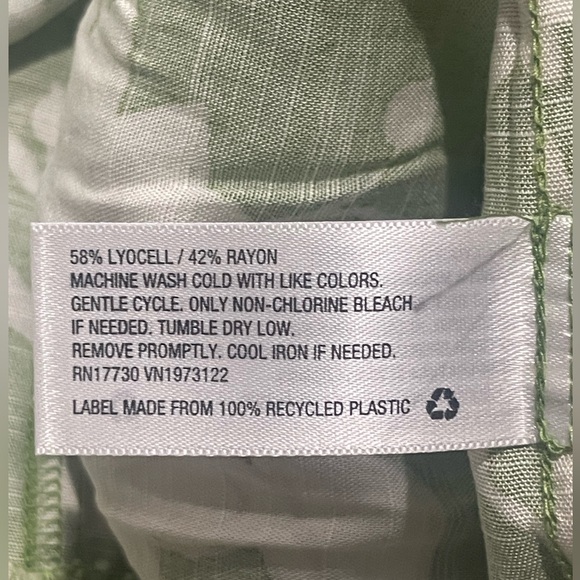 58% LYOCELL / 42% RAYON
MACHINE WASH COLD WITH LIKE COLORS.
GENTLE CYCLE. ONLY NON-CHLORINE BLEACH
IF NEEDED. TUMBLE DRY LOW.
REMOVE PROMPTLY. COOL IRON IF NEEDED.
RN17730 VN1973122
LABEL MADE FROM 100% RECYCLED PLASTIC